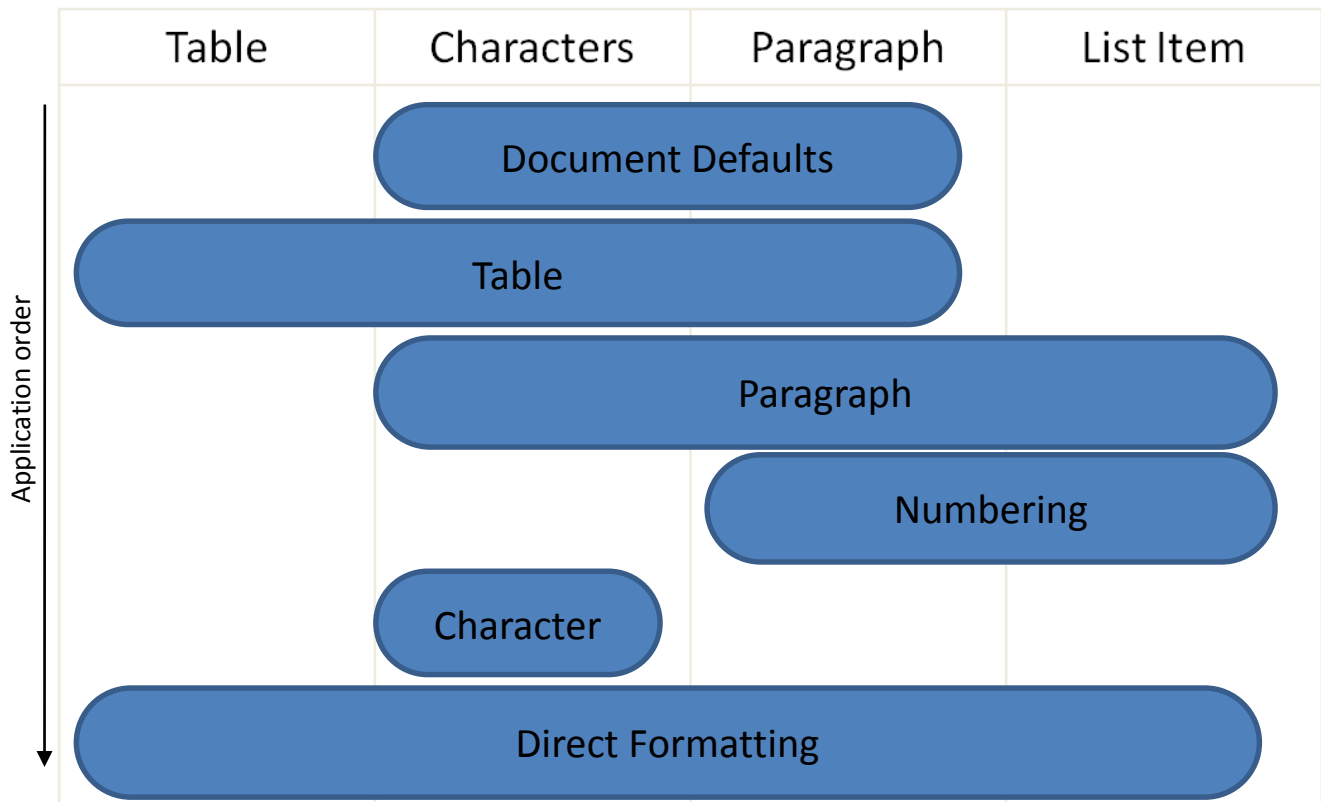 Table Characters Paragraph List Item
Application order
Document Defaults
Table
Paragraph
Numbering
Character
Direct Formatting